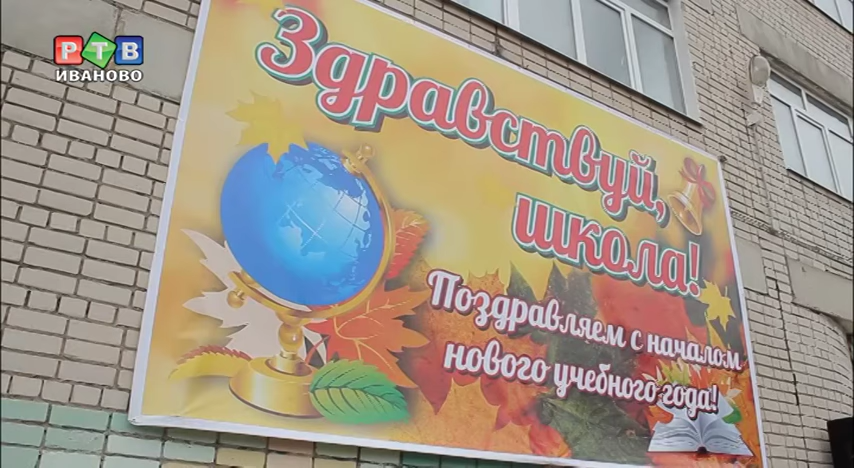 РТВ
ИВАНОВО
Здравствуй,
школа!
Поздравляем с началом
нового учебного года!